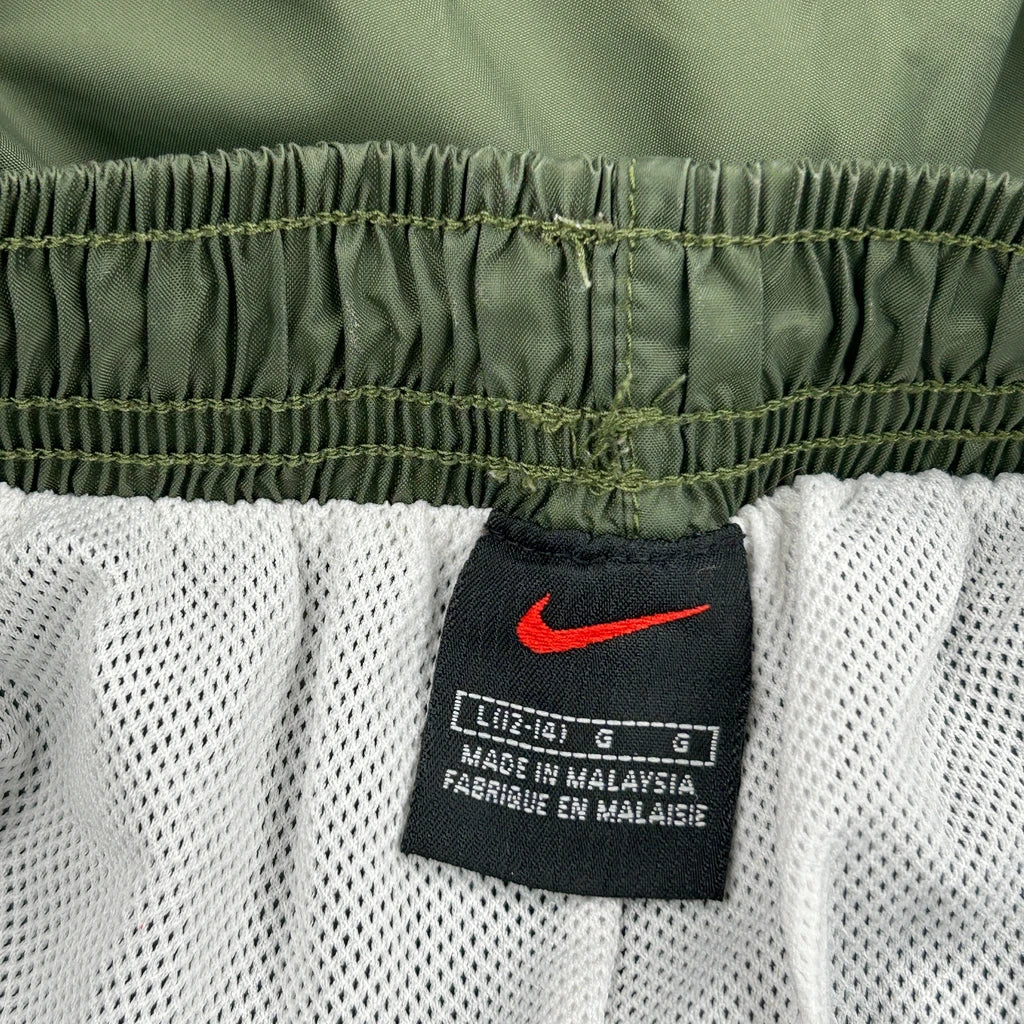 L(12-14) G G
MADE IN MALAYSIA
FABRIQUE EN MALAISIE